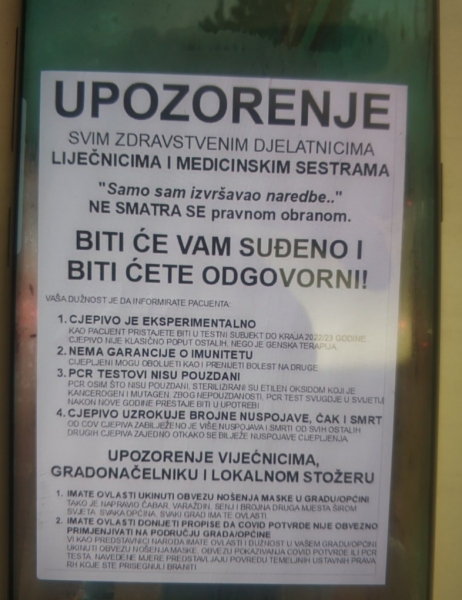 UPOZORENJE
SVIM ZDRAVSTVENIM DJELATNICIMA
LIJEČNICIMA I MEDICINSKIM SESTRAMA
"Samo sam izvršavao naredbe.."
NE SMATRA SE pravnom obranom.
BITI ĆE VAM SUĐENO I
BITI ĆETE ODGOVORNI!
VAŠA DUŽNOST JE DA INFORMIRATE PACIJENTA:
1. CJEPIVO JE EKSPERIMENTALNO
KAO PACIJENT PRISTAJETE BITI U TESTNI SUBJEKT DO KRAJA 2022/23 GODINE
CJEPIVO NIJE KLASIČNO POPUT OSTALIH, NEGO JE GENSKA TERAPIJA.
2. NEMA GARANCIJE O IMUNITETU
CIJEPLJENI MOGU OBOLJETI KAO I PRENIJETI BOLEST NA DRUGE
3. PCR TESTOVI NISU POUZDANI
PCR OSIM ŠTO NISU POUZDANI, STERILIZIRANI SU ETILEN OKSIDOM KOJI JE
KANCEROGEN I MUTAGEN. ZBOG NEPOUZDANOSTI, PCR TEST SVUGDJE U SVIJETU
NAKON NOVE GODINE PRESTAJE BITI U UPOTREBI
4. CJEPIVO UZROKUJE BROJNE NUSPOJAVE, ČAK I SMRT
OD COV CJEPIVA ZABILJEŽENO JE VIŠE NUSPOJAVA I SMRTI OD SVIH OSTALIH
DRUGIH CJEPIVA ZAJEDNO OTKAKO SE BILJEŽE NUSPOJAVE CIJEPLJENJA.
UPOZORENJE VIJEĆNICIMA,
GRADONAČELNIKU I LOKALNOM STOŽERU
1. IMATE OVLASTI UKINUTI OBVEZU NOŠENJA MASKE U GRADU/OPĆINI
TAKO JE NAPRAVIO ČABAR, VARAŽDIN, SENJ I BROJNA DRUGA MJESTA ŠIROM
SVIJETA. SVAKA OPĆINA, SVAKI GRAD IMA TE OVLASTI
2. IMATE OVLASTI DONIJETI PROPISE DA COVID POTVRDE NIJE OBVEZNO
PRIMJENJIVATI NA PODRUČJU GRADA/OPĆINE
VI KAO PREDSTAVNICI NARODA IMATE OVLASTI I DUŽNOST U VAŠEM GRADU/OPĆINI
UKINUTI OBVEZU NOŠENJA MASKE, OBVEZU POKAZIVANJA COVID POTVRDE ILI PCR
TESTA. NAVEDENE MJERE PREDSTAVLJAJU POVREDU TEMELJNIH USTAVNIH PRAVA
RH KOJE STE PRISEGNULI BRANITI